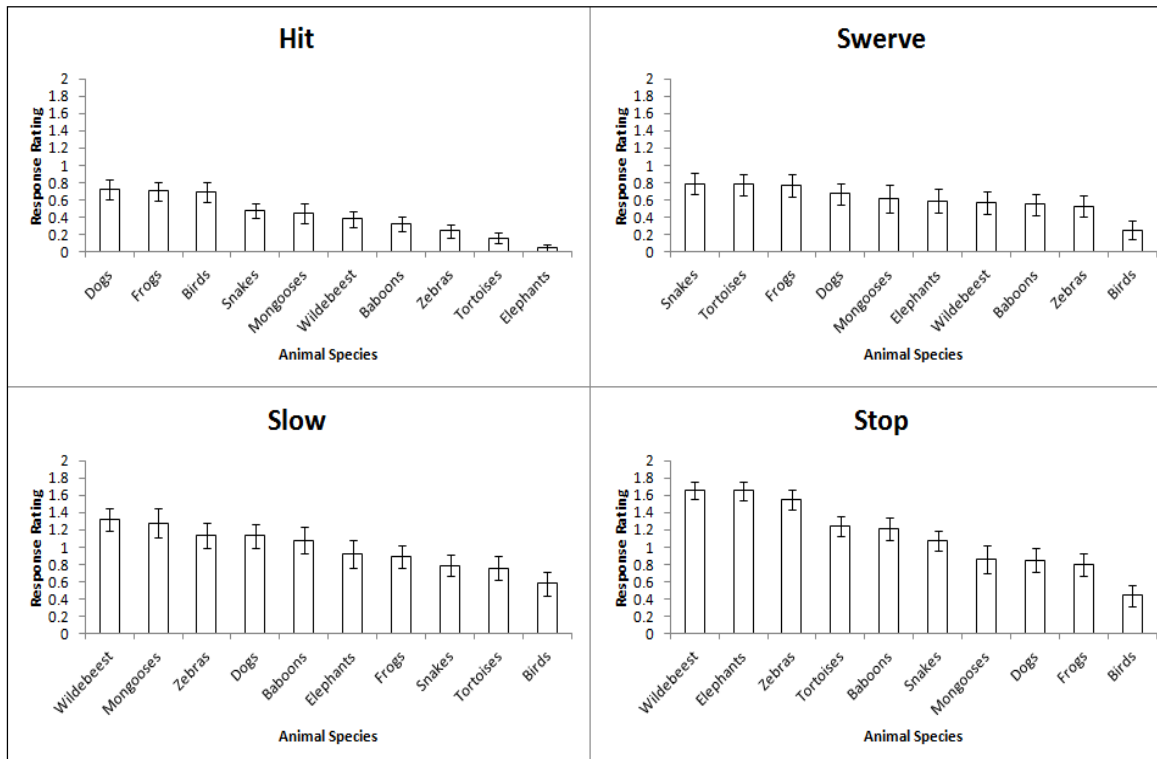 Hit
Response Rating
2
1.8
1.6
1.4
1.2
1
0.8
0.6
0.4
0.2
0
Dogs
Frogs
Birds
Snakes
Mongooses
Wildebeest
Baboons
Zebras
Tortoises
Elephants
Animal Species
Swerve
Response Rating
2
1.8
1.6
1.4
1.2
1
0.8
0.6
0.4
0.2
0
Snakes
Tortoises
Frogs
Dogs
Mongooses
Elephants
Wildebeest
Baboons
Zebras
Birds
Animal Species
Slow
Response Rating
2
1.8
1.6
1.4
1.2
1
0.8
0.6
0.4
0.2
0
Wildebeest
Mongooses
Zebras
Dogs
Baboons
Elephants
Frogs
Snakes
Tortoises
Birds
Animal Species
Stop
Response Rating
2
1.8
1.6
1.4
1.2
1
0.8
0.6
0.4
0.2
0
Wildebeest
Elephants
Zebras
Tortoises
Baboons
Snakes
Mongooses
Dogs
Frogs
Birds
Animal Species